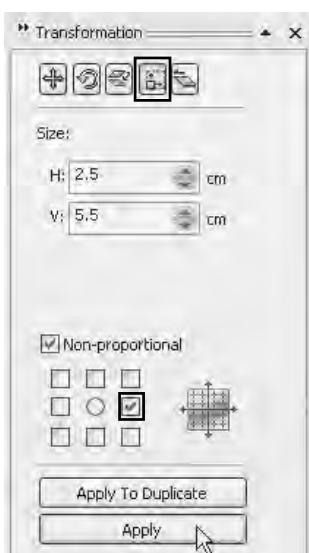 Transformation
Size:
H: 2.5 cm
V: 5.5 cm
Non-proportional
Apply To Duplicate
Apply